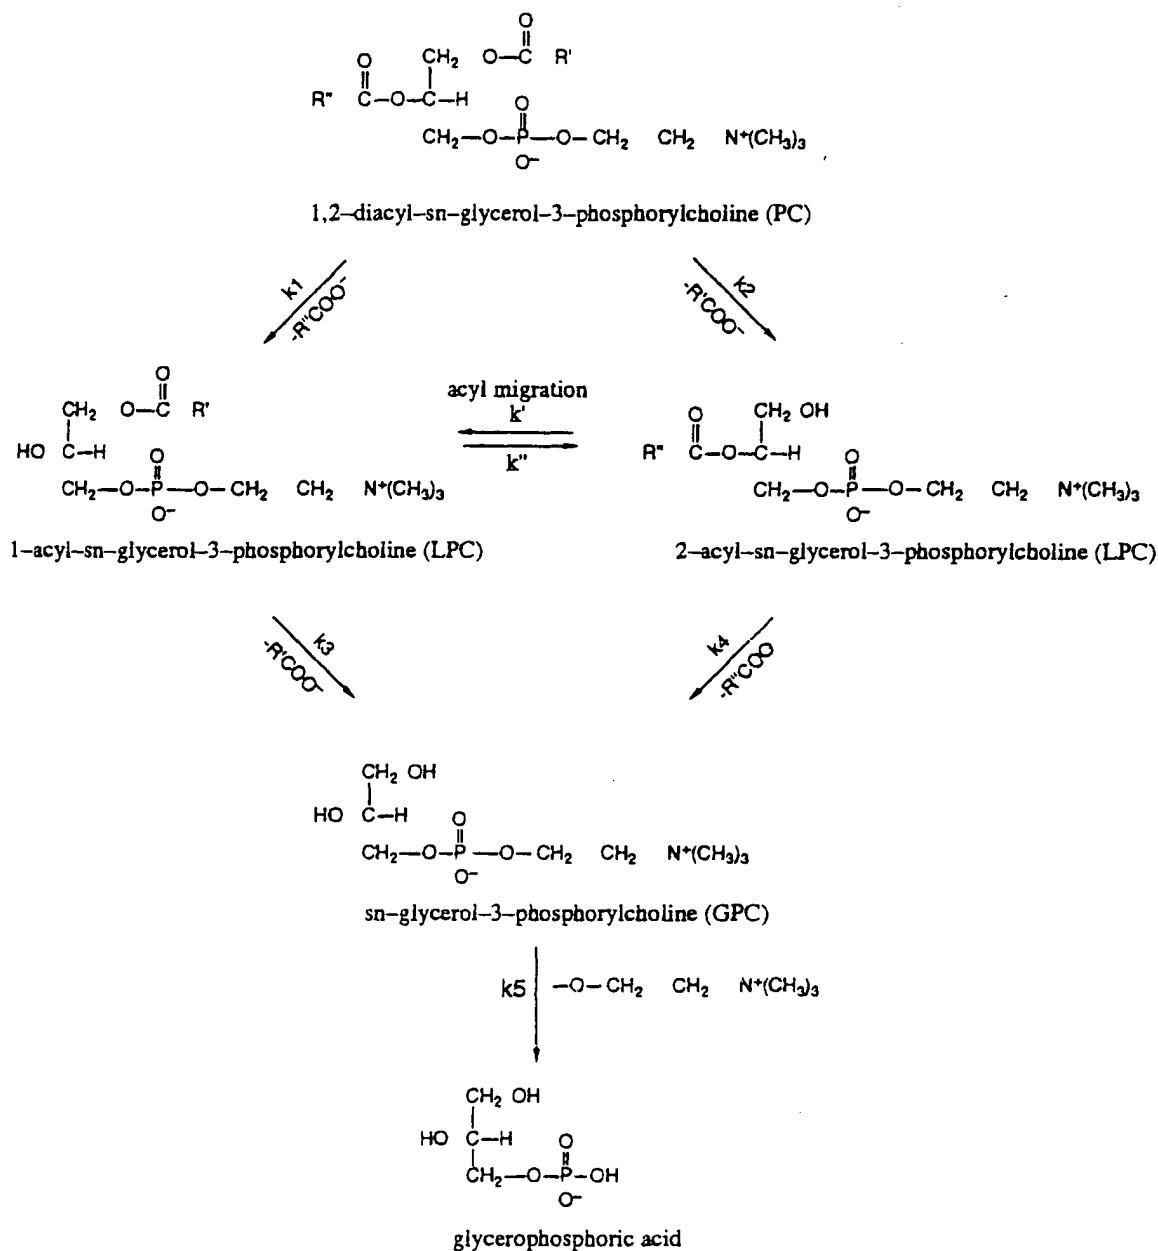 O
O CH₂ O–C R'
R" C–O–C–H O
CH₂–O–P–O–CH₂ CH₂ N⁺(CH₃)₃
O⁻
1,2–diacyl–sn–glycerol–3–phosphorylcholine (PC)
k1
-R"COO⁻
k2
-R'COO⁻
O
CH₂ O–C R'
HO C–H O
CH₂–O–P–O–CH₂ CH₂ N⁺(CH₃)₃
O⁻
1–acyl–sn–glycerol–3–phosphorylcholine (LPC)
acyl migration
k'
k"
O CH₂ OH
R" C–O–C–H O
CH₂–O–P–O–CH₂ CH₂ N⁺(CH₃)₃
O⁻
2–acyl–sn–glycerol–3–phosphorylcholine (LPC)
k3
-R'COO⁻
k4
-R"COO
CH₂ OH
HO C–H O
CH₂–O–P–O–CH₂ CH₂ N⁺(CH₃)₃
O⁻
sn–glycerol–3–phosphorylcholine (GPC)
k5 –O–CH₂ CH₂ N⁺(CH₃)₃
CH₂ OH
HO C–H O
CH₂–O–P–OH
O⁻
glycerophosphoric acid